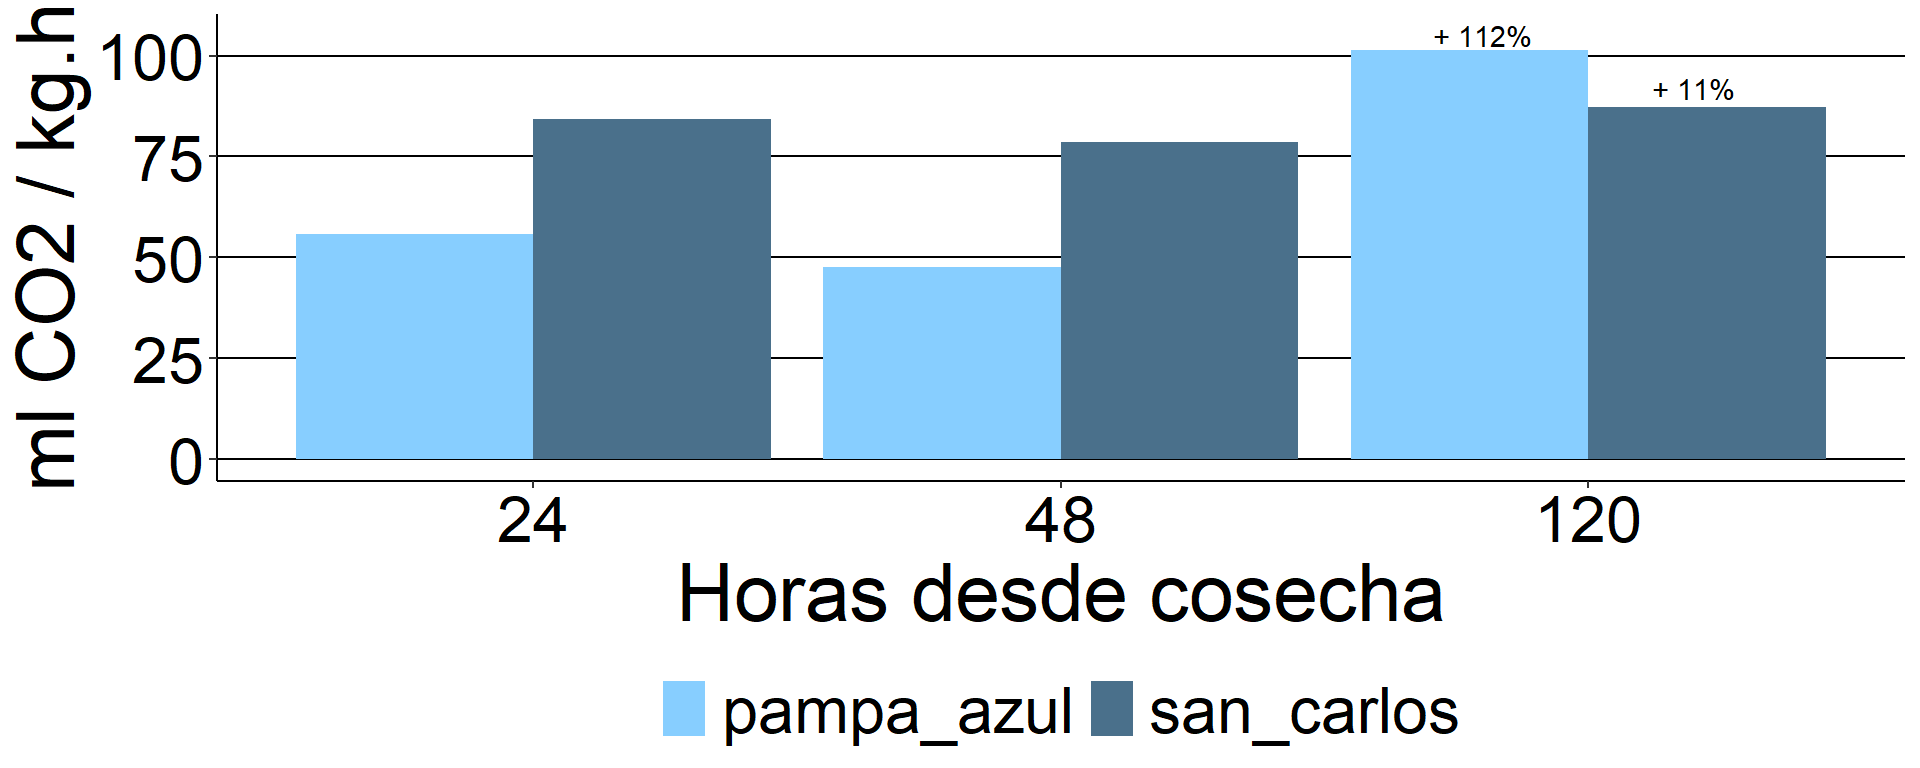 ml CO2 / kg.h
100
75
50
25
0
+ 112%
+ 11%
24 48 120
Horas desde cosecha
pampa_azul san_carlos